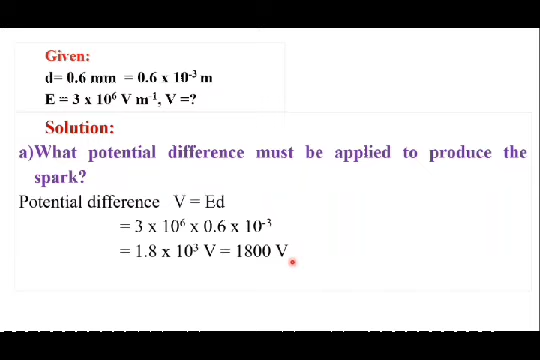 Given:
d= 0.6 mm = 0.6 x 10⁻³ m
E = 3 x 10⁶ V m⁻¹, V =?
Solution:
a)What potential difference must be applied to produce the
spark?
Potential difference V = Ed
= 3 x 10⁶ x 0.6 x 10⁻³
= 1.8 x 10³ V = 1800 V